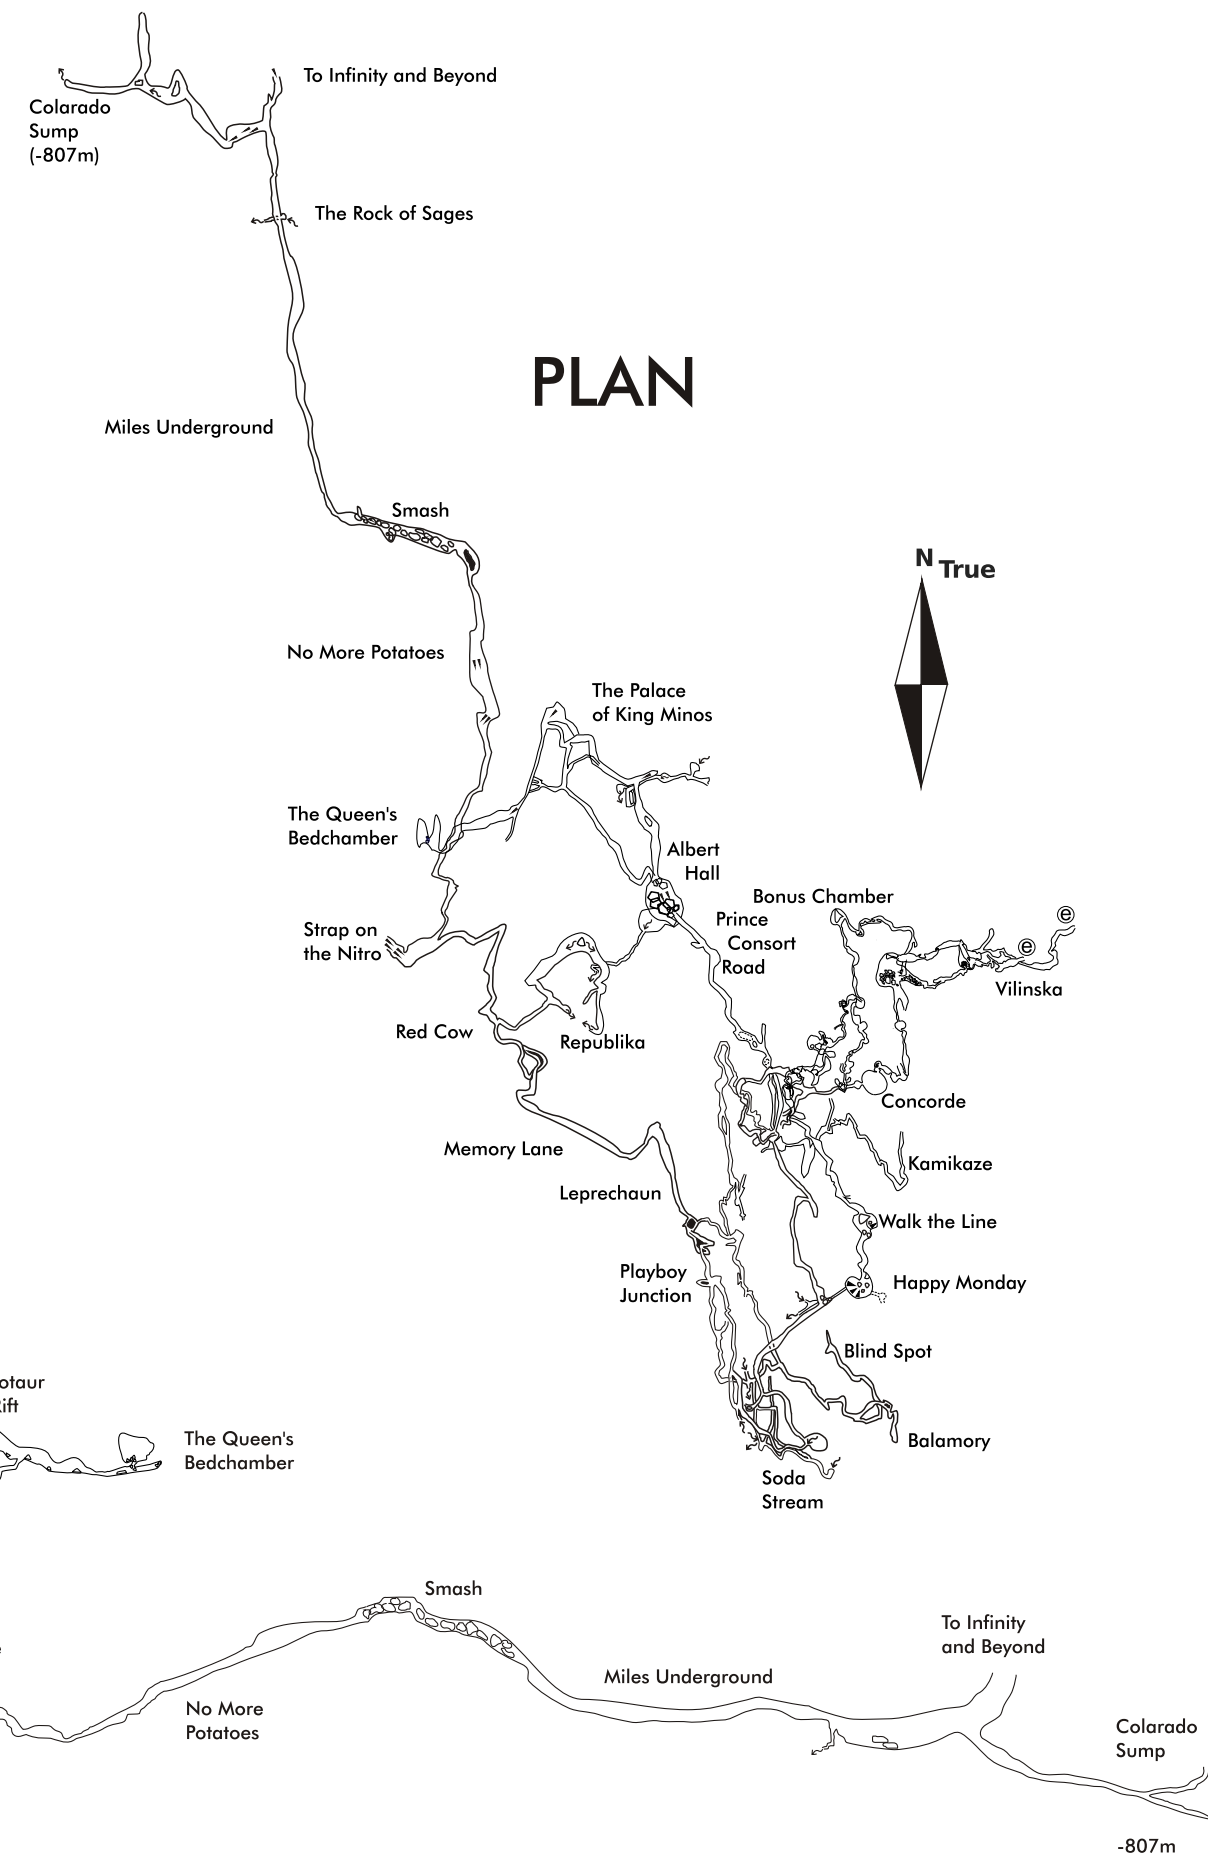 To Infinity and Beyond
Colarado
Sump
(-807m)
The Rock of Sages
PLAN
Miles Underground
Smash
N
True
No More Potatoes
The Palace
of King Minos
The Queen's
Bedchamber
Albert
Hall
Bonus Chamber
Prince
Consort
Road
e
e
Strap on
the Nitro
Vilinska
Red Cow
Republika
Concorde
Memory Lane
Kamikaze
Leprechaun
Walk the Line
Playboy
Junction
Happy Monday
Blind Spot
Balamory
Soda
Stream
otaur
ift
The Queen's
Bedchamber
Smash
To Infinity
and Beyond
Miles Underground
No More
Potatoes
Colarado
Sump
-807m